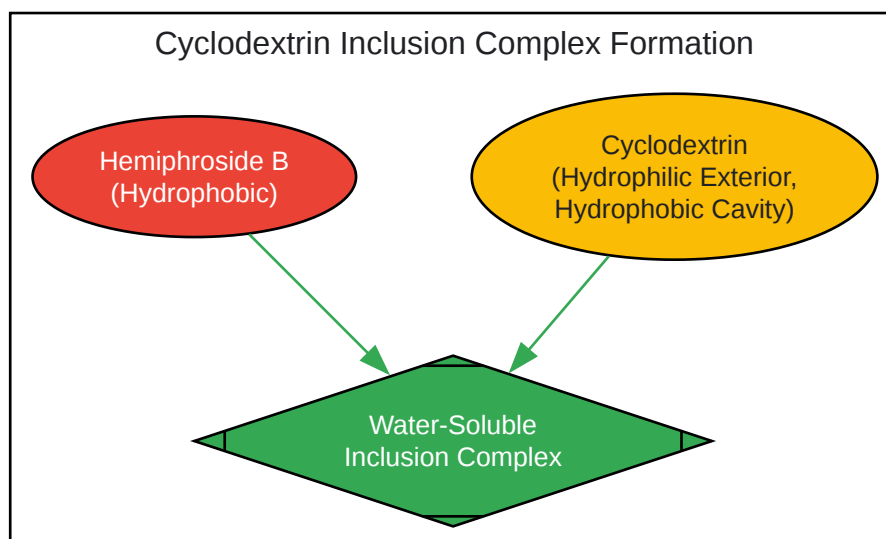 Cyclodextrin Inclusion Complex Formation
Hemiphroside B
(Hydrophobic)
Cyclodextrin
(Hydrophilic Exterior,
Hydrophobic Cavity)
Water-Soluble
Inclusion Complex